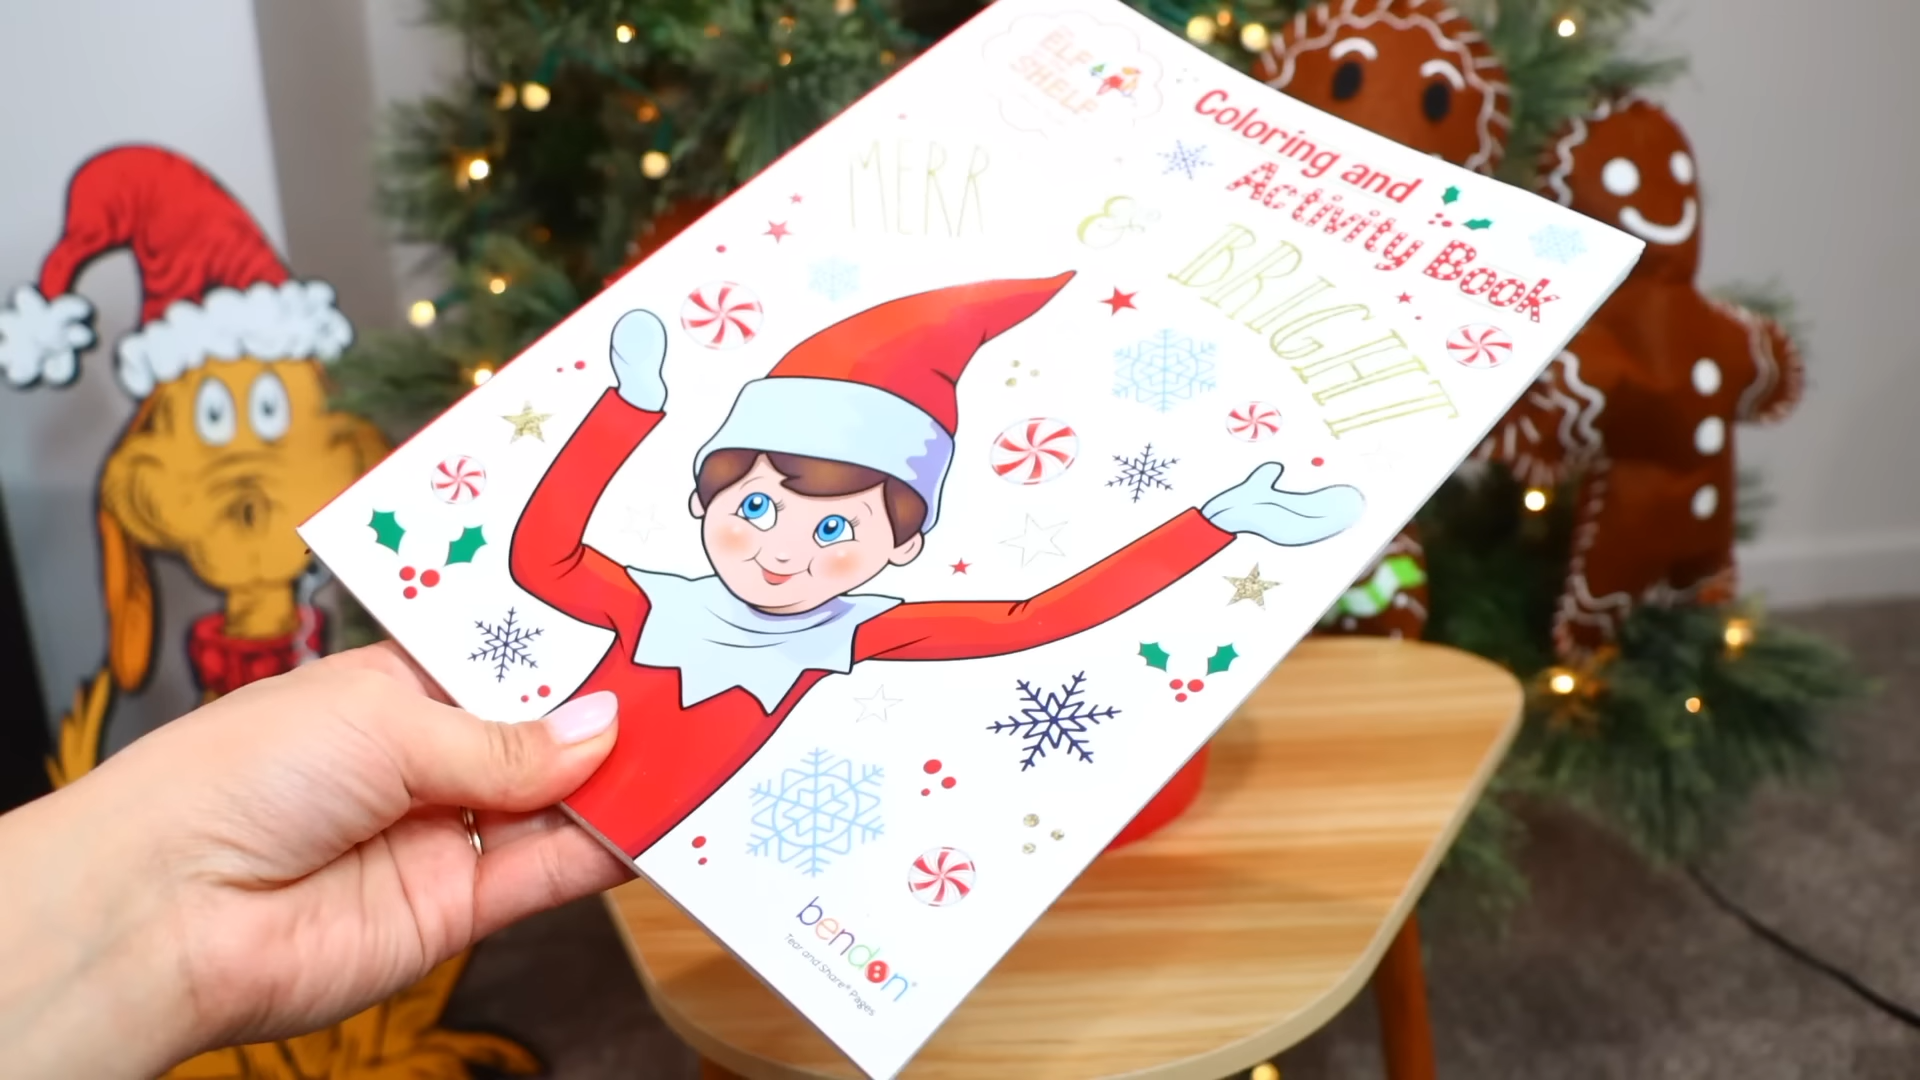 ELF
SHELF
Coloring and
Activity Book
MERR
&
BRIGHT
bendon®
Tear and Share® Pages